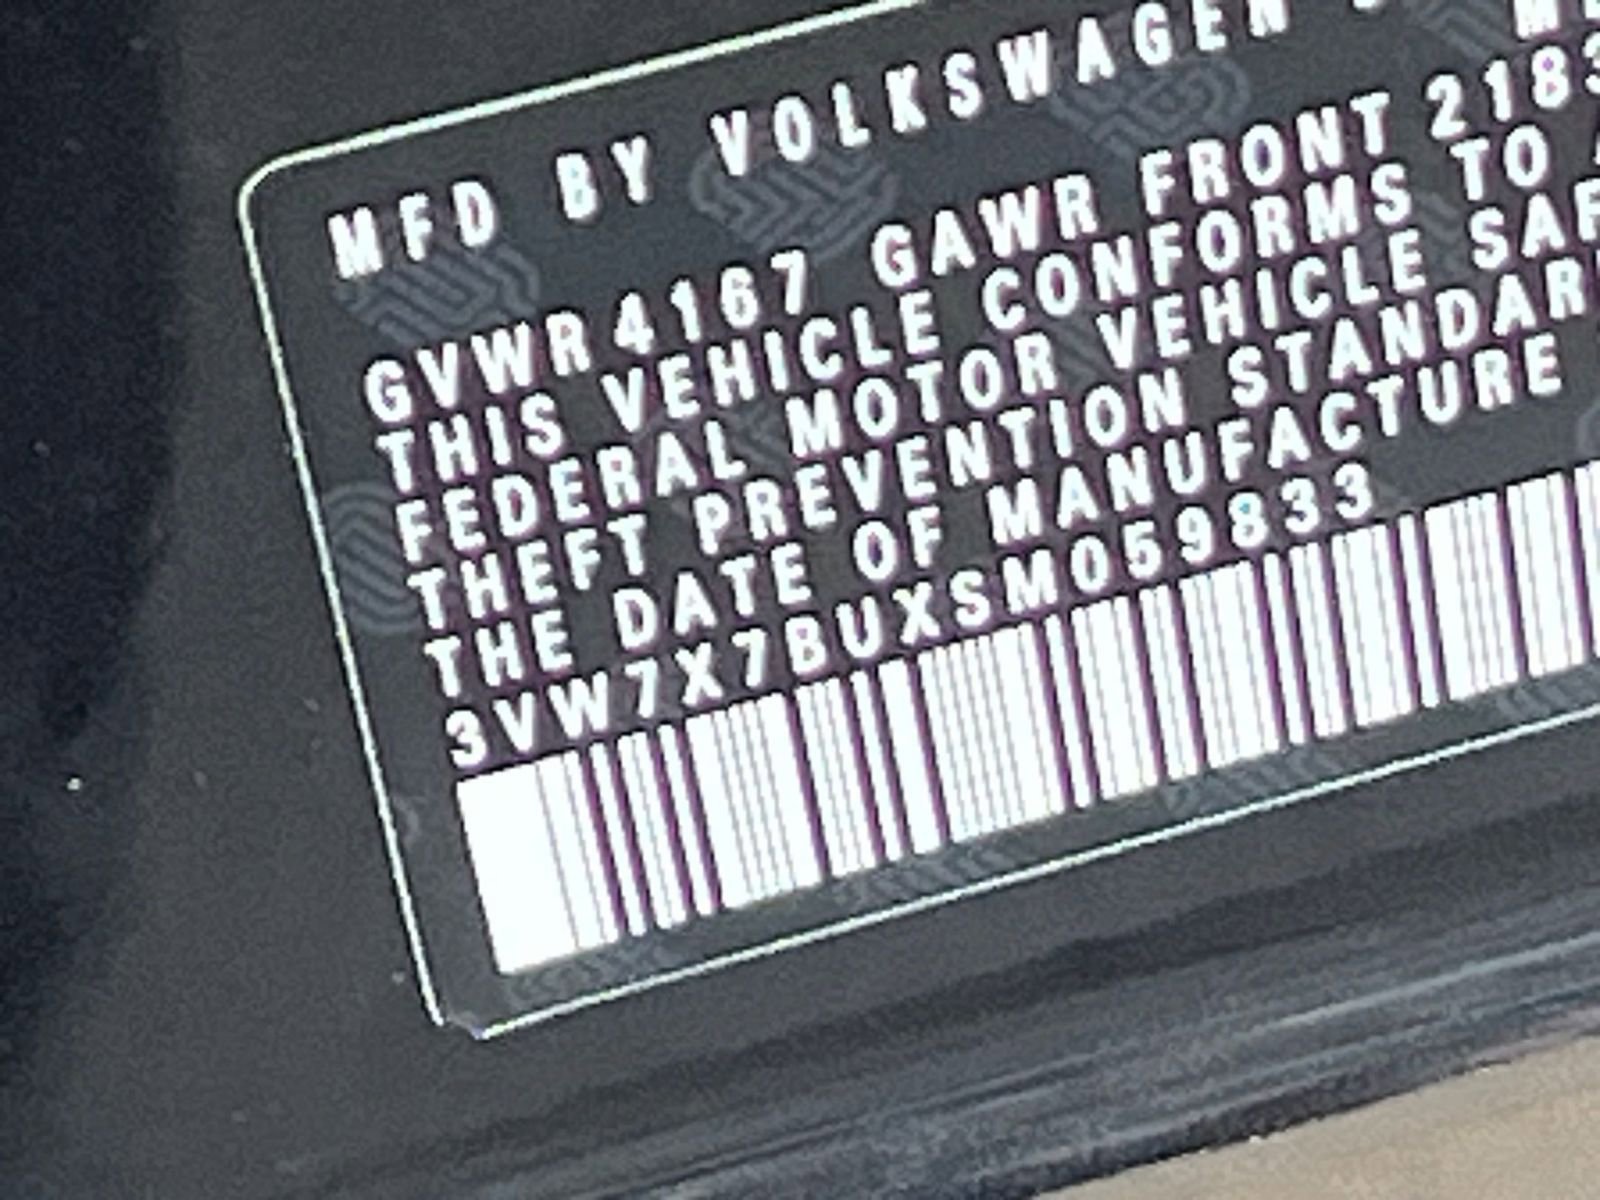 MFD BY VOLKSWAGEN
GVWR 4167 GAWR FRONT 2183
THIS VEHICLE CONFORMS TO
FEDERAL MOTOR VEHICLE SAF
THEFT PREVENTION STANDAR
THE DATE OF MANUFACTURE
3VW7X7BUXSM059833